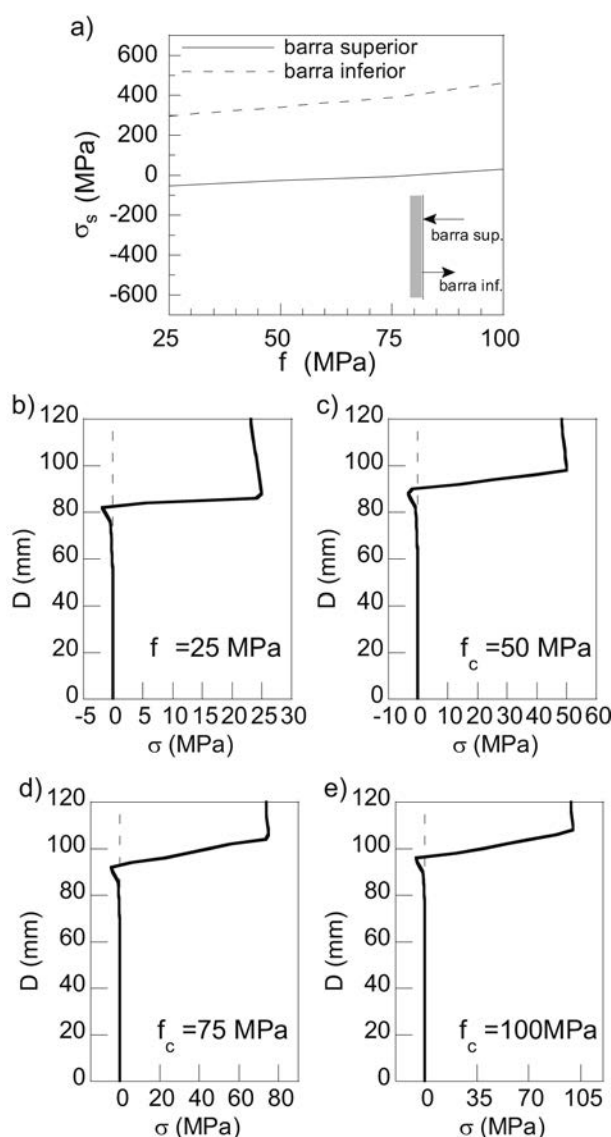 a)
600
400
200
0
-200
-400
-600
σs (MPa)
barra superior
barra inferior
barra sup.
barra inf.
25 50 75 100
f (MPa)
b)
120
100
80
60
40
20
0
D (mm)
f =25 MPa
-5 0 5 10 15 20 25 30
σ (MPa)
c)
120
100
80
60
40
20
0
D (mm)
fc =50 MPa
-10 0 10 20 30 40 50 60
σ (MPa)
d)
120
100
80
60
40
20
0
D (mm)
fc =75 MPa
0 20 40 60 80
σ (MPa)
e)
120
100
80
60
40
20
0
D (mm)
fc =100MPa
0 35 70 105
σ (MPa)